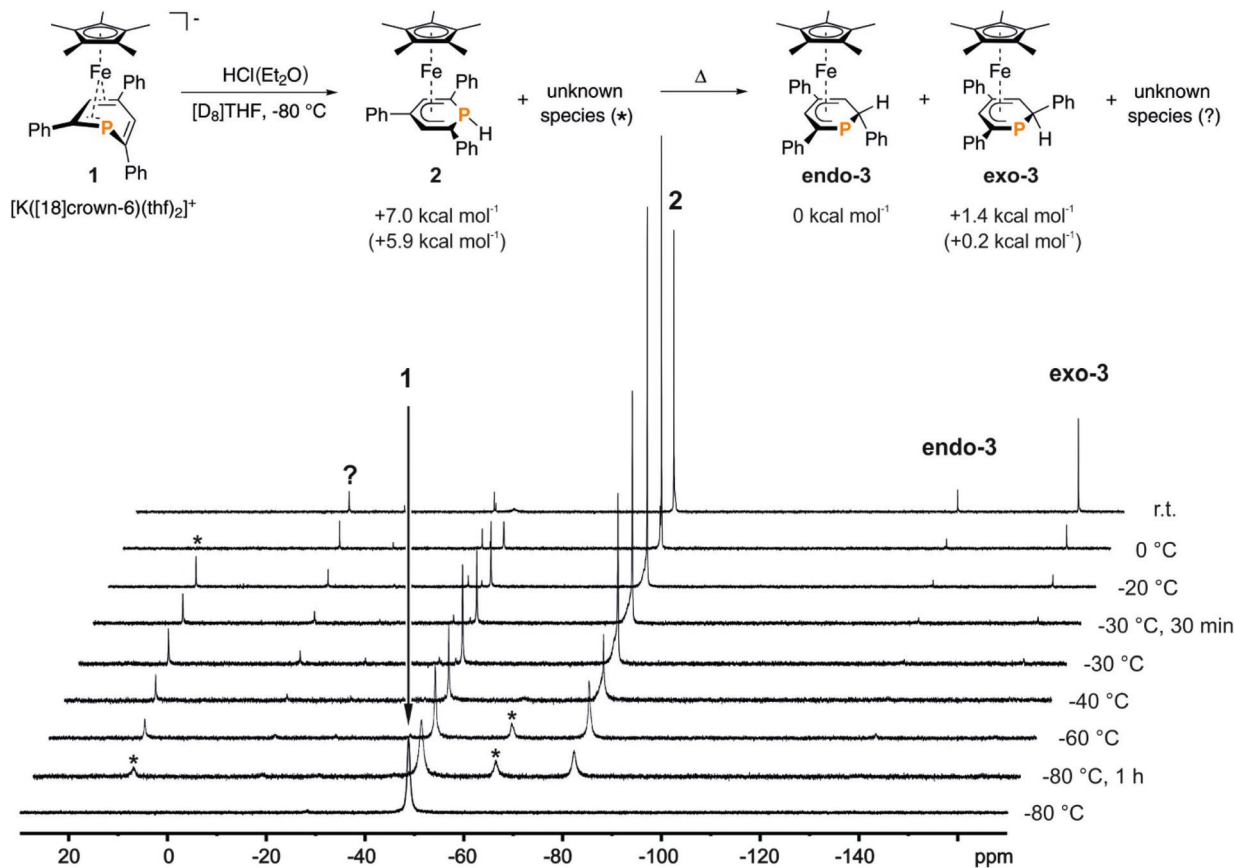 ⌉ -
Fe
Ph
P
Ph
Ph
1
[K([18]crown-6)(thf)₂]⁺
HCl(Et₂O)
[D₈]THF, -80 °C
Fe
Ph
Ph
P
H
Ph
2
+7.0 kcal mol⁻¹
(+5.9 kcal mol⁻¹)
+
unknown
species (*)
Δ
Fe
Ph
H
P
Ph
Ph
endo-3
0 kcal mol⁻¹
+
Fe
Ph
Ph
P
H
Ph
exo-3
+1.4 kcal mol⁻¹
(+0.2 kcal mol⁻¹)
+
unknown
species (?)
2
1
exo-3
endo-3
?
r.t.
*
0 °C
-20 °C
-30 °C, 30 min
-30 °C
-40 °C
*
-60 °C
*
*
-80 °C, 1 h
-80 °C
20 0 -20 -40 -60 -80 -100 -120 -140 ppm